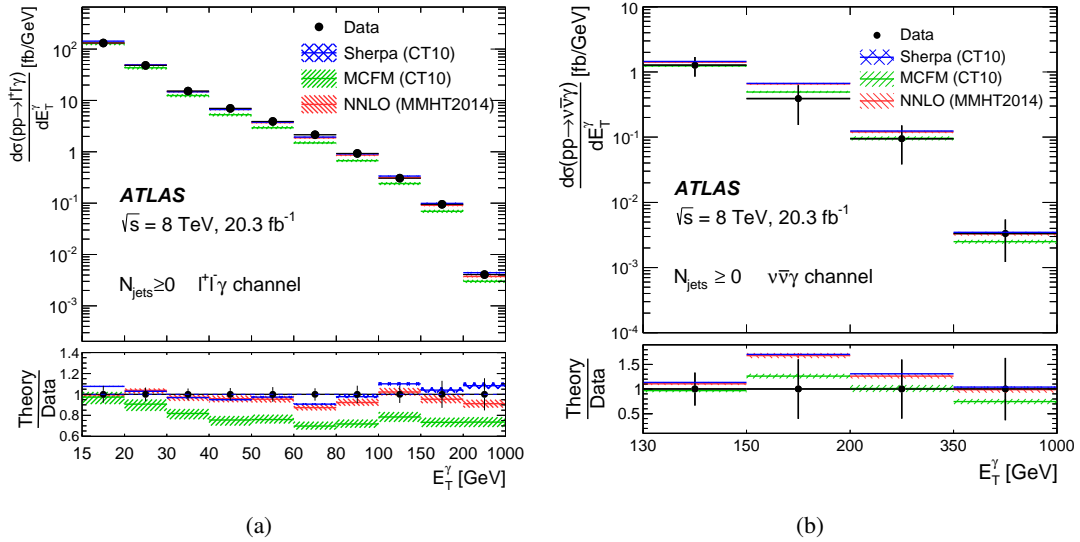 dσ(pp→l⁺l⁻γ)
dE_T^γ
[fb/GeV]
10²
10
1
10⁻¹
10⁻²
10⁻³
Data
Sherpa (CT10)
MCFM (CT10)
NNLO (MMHT2014)
ATLAS
√s = 8 TeV, 20.3 fb⁻¹
N_jets≥0 l⁺l⁻γ channel
Theory
Data
1.4
1.2
1.0
0.8
0.6
15 20 30 40 60 60 80 100 150 200 1000
E_T^γ [GeV]
(a)
dσ(pp→νν̄γ)
dE_T^γ
[fb/GeV]
10
1
10⁻¹
10⁻²
10⁻³
10⁻⁴
Data
Sherpa (CT10)
MCFM (CT10)
NNLO (MMHT2014)
ATLAS
√s = 8 TeV, 20.3 fb⁻¹
N_jets ≥ 0 νν̄γ channel
Theory
Data
1.5
1
0.5
130 150 200 350 1000
E_T^γ [GeV]
(b)